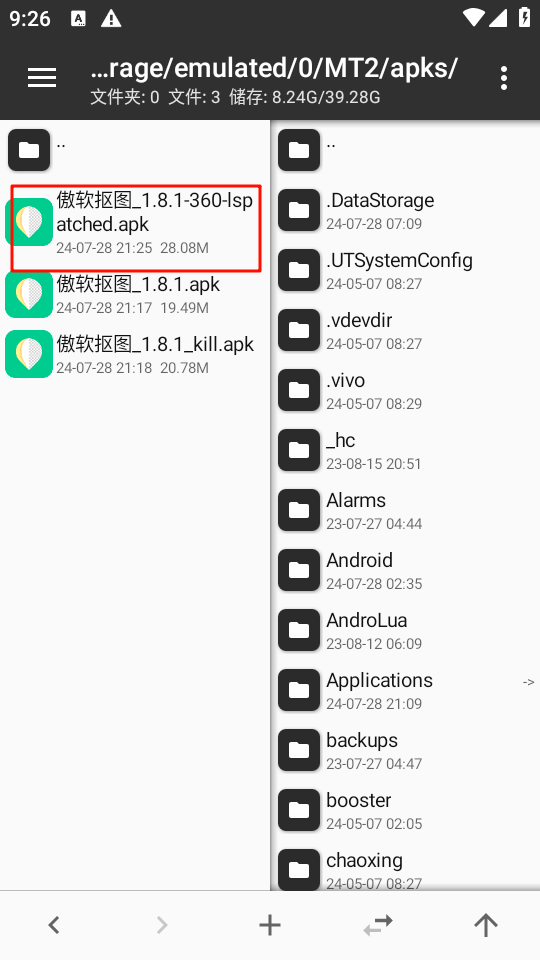 9:26
A
…rage/emulated/0/MT2/apks/
文件夹: 0 文件: 3 储存: 8.24G/39.28G
..
傲软抠图_1.8.1-360-lsp
atched.apk
24-07-28 21:25 28.08M
傲软抠图_1.8.1.apk
24-07-28 21:17 19.49M
傲软抠图_1.8.1_kill.apk
24-07-28 21:18 20.78M
..
.DataStorage
24-07-28 07:09
.UTSystemConfig
24-05-07 08:27
.vdevdir
24-05-07 08:27
.vivo
24-05-07 08:29
_hc
23-08-15 20:51
Alarms
23-07-27 04:44
Android
24-07-28 02:35
AndroLua
23-08-12 06:09
Applications ->
24-07-28 21:09
backups
23-07-27 04:47
booster
24-05-07 02:05
chaoxing
24-05-07 08:27